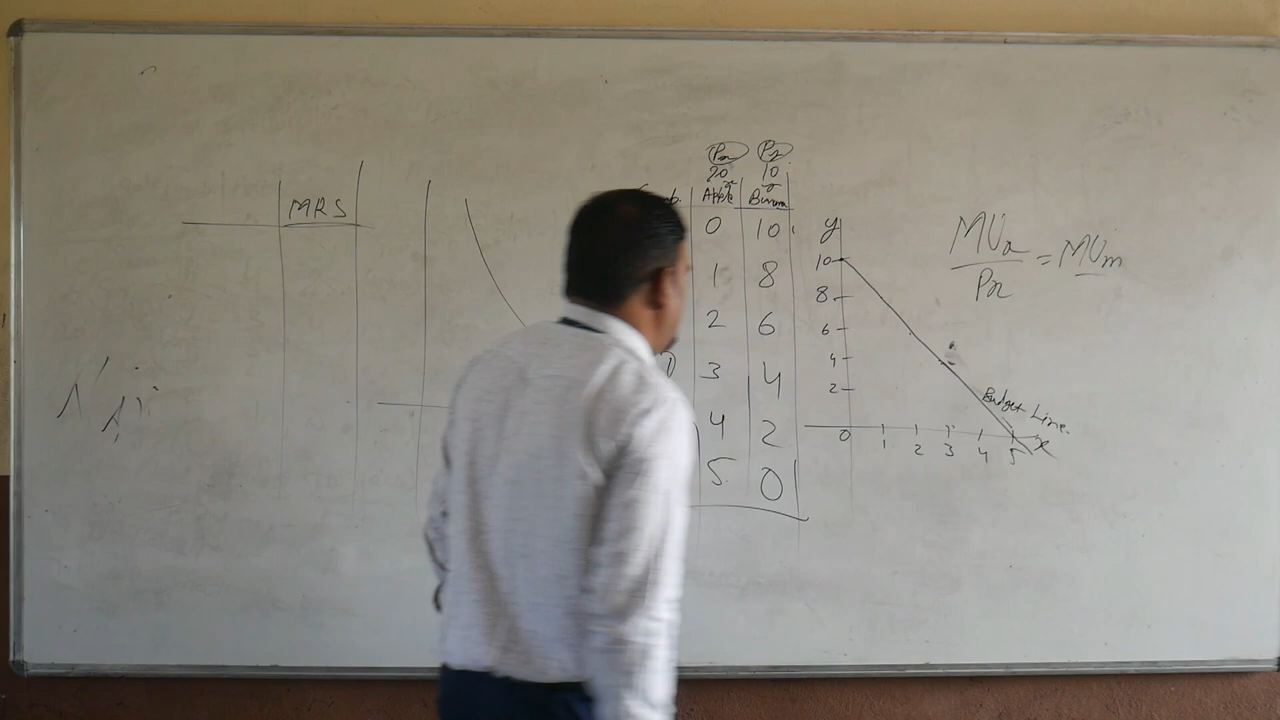 MRS
Px Py
20 10
Apple
0 10
1 8
2 6
3 4
4 2
5 0
y
10
8
6
4
2
0 1 2 3 4 5 x
Budget Line.
MUx = MUm
Px